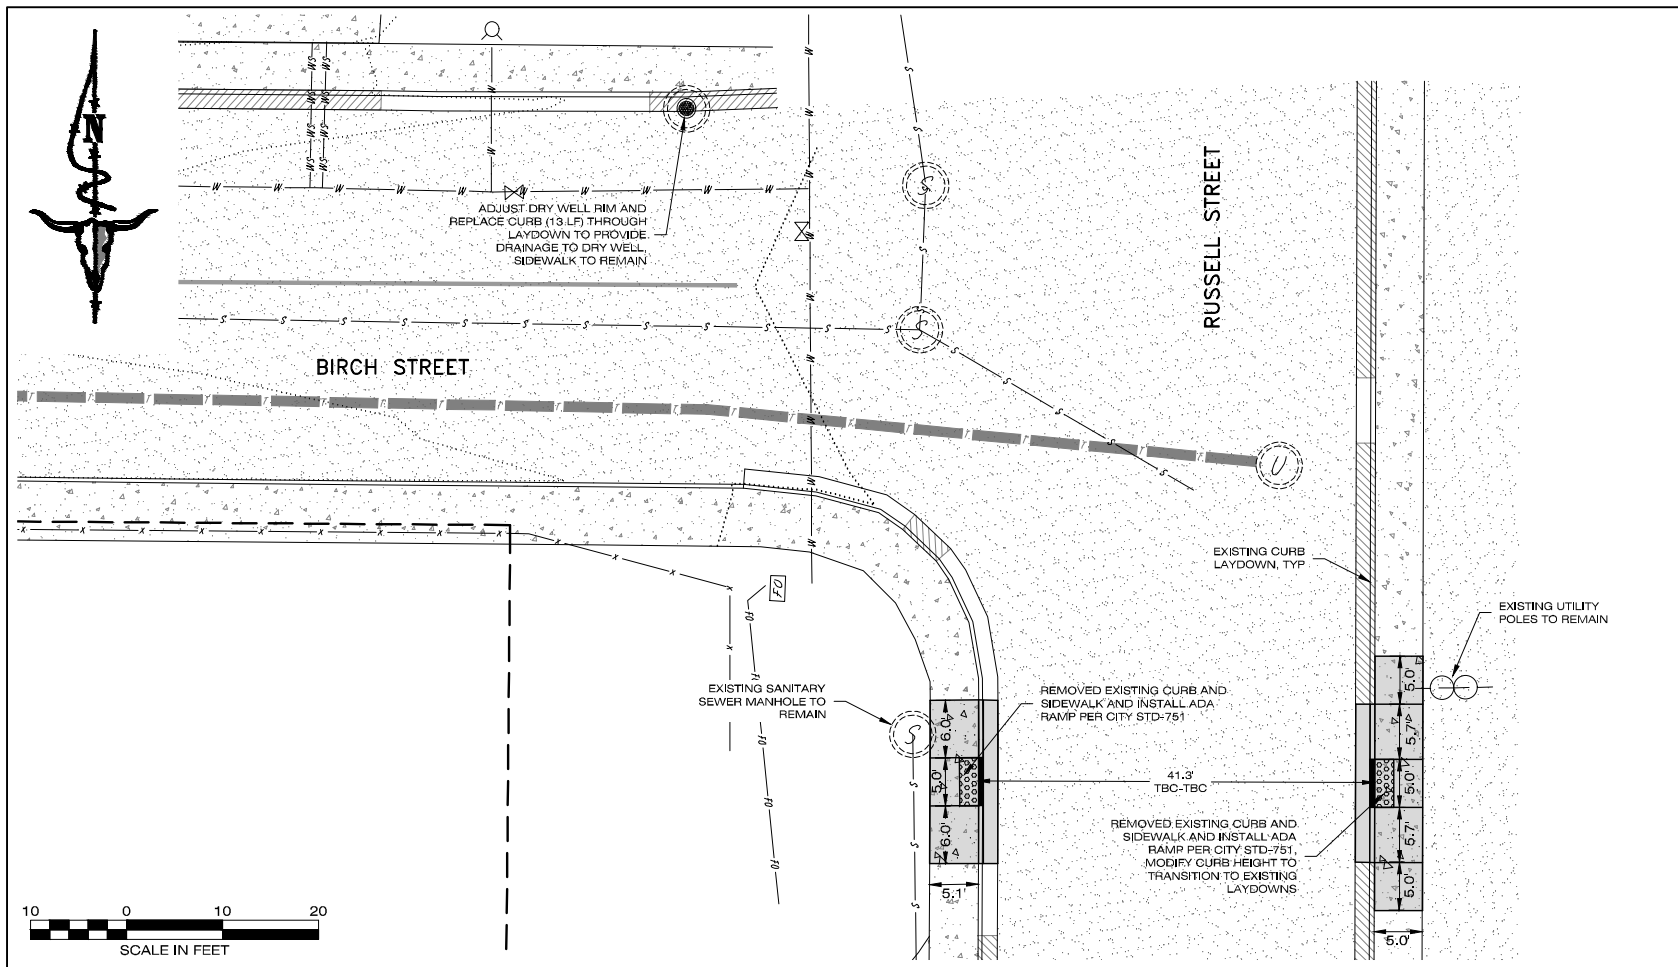 N
ADJUST DRY WELL RIM AND
REPLACE CURB (13 LF) THROUGH
LAYDOWN TO PROVIDE
DRAINAGE TO DRY WELL,
SIDEWALK TO REMAIN
RUSSELL STREET
BIRCH STREET
EXISTING CURB
LAYDOWN, TYP
EXISTING UTILITY
POLES TO REMAIN
EXISTING SANITARY
SEWER MANHOLE TO
REMAIN
REMOVED EXISTING CURB AND
SIDEWALK AND INSTALL ADA
RAMP PER CITY STD-751
6.0'
5.0'
6.0'
5.1'
41.3'
TBC-TBC
REMOVED EXISTING CURB AND
SIDEWALK AND INSTALL ADA
RAMP PER CITY STD-751,
MODIFY CURB HEIGHT TO
TRANSITION TO EXISTING
LAYDOWNS
5.0'
5.7'
5.0'
5.7'
5.0'
5.0'
FO
S
S
S
U
10 0 10 20
SCALE IN FEET